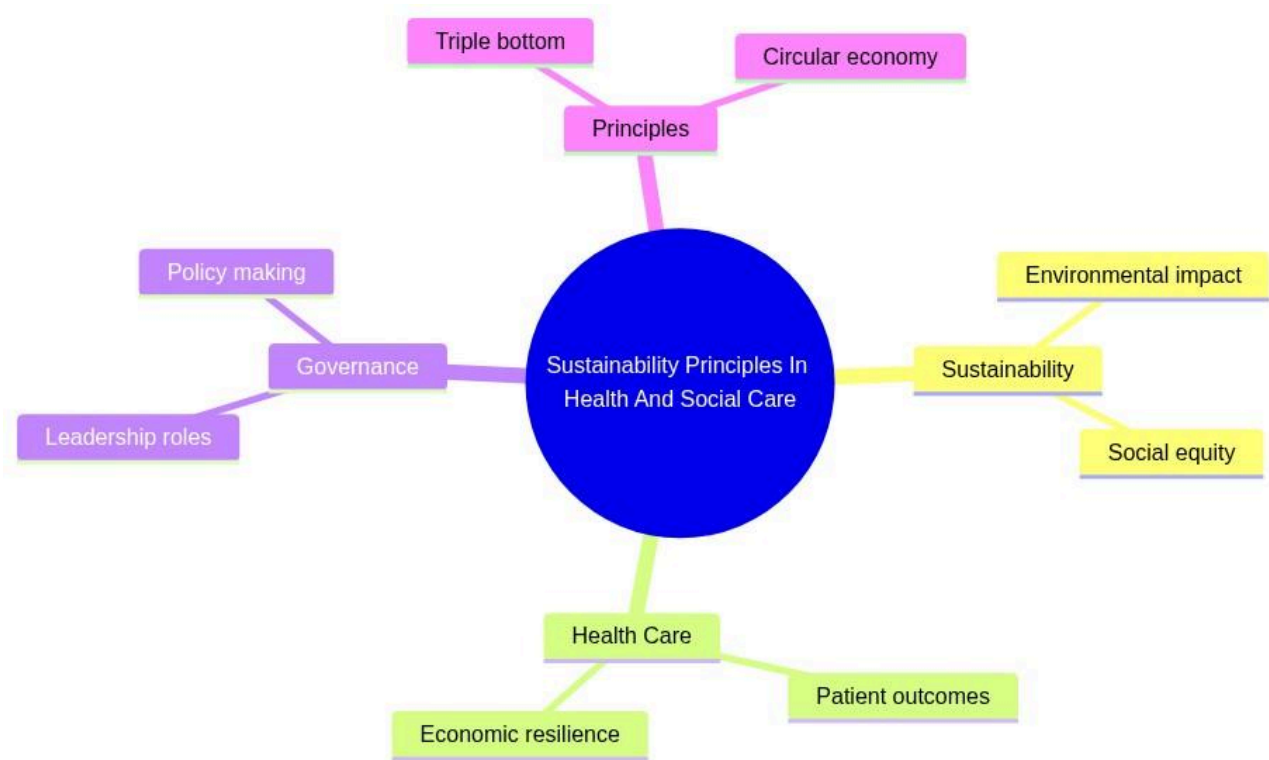 Triple bottom
Circular economy
Principles
Policy making
Environmental impact
Governance
Sustainability Principles In
Health And Social Care
Sustainability
Leadership roles
Social equity
Health Care
Patient outcomes
Economic resilience